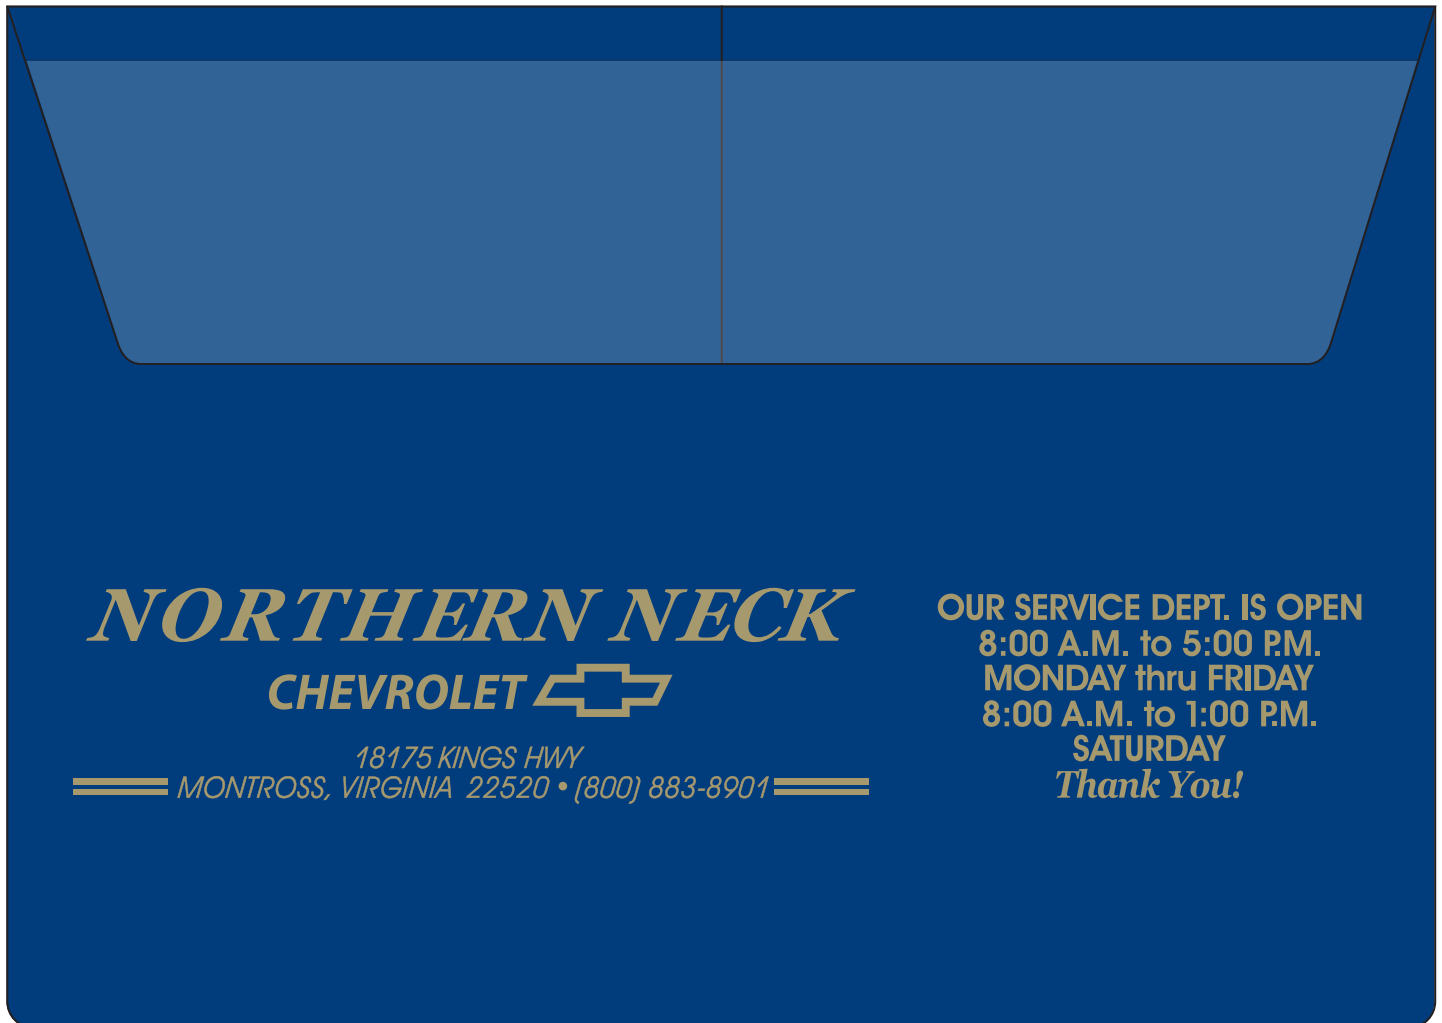 NORTHERN NECK
CHEVROLET
18175 KINGS HWY
MONTROSS, VIRGINIA 22520 • (800) 883-8901
OUR SERVICE DEPT. IS OPEN
8:00 A.M. to 5:00 P.M.
MONDAY thru FRIDAY
8:00 A.M. to 1:00 P.M.
SATURDAY
Thank You!